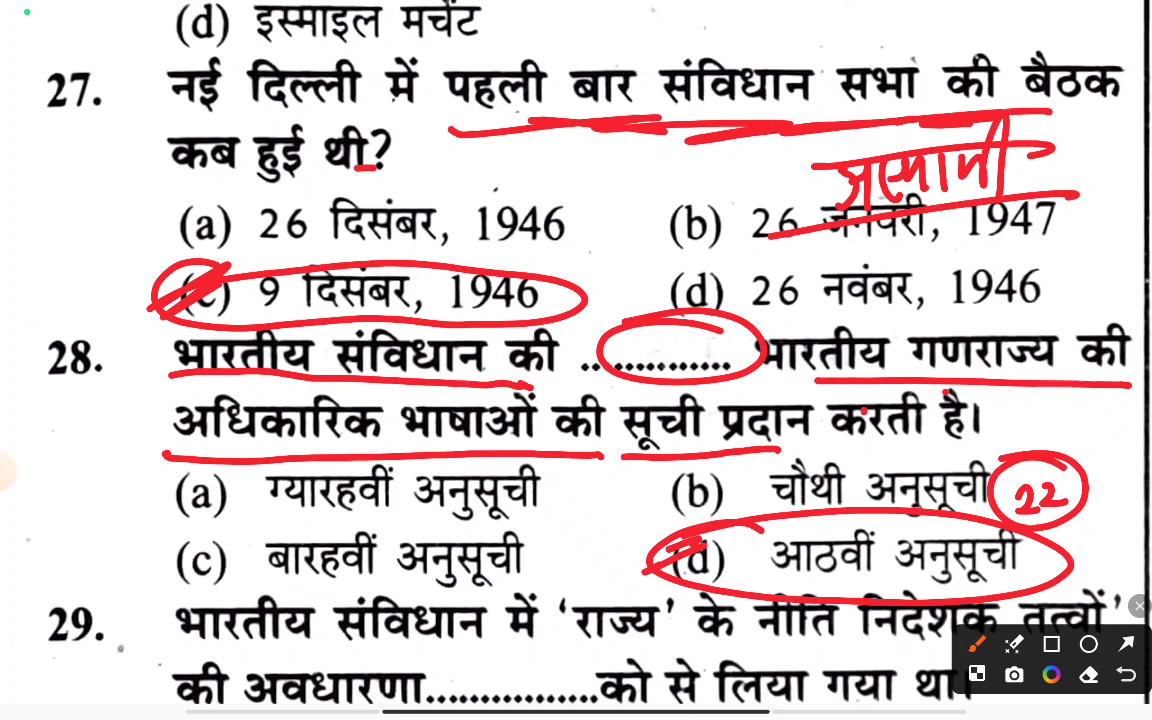 (d) इस्माइल मर्चेंट
27. नई दिल्ली में पहली बार संविधान सभा की बैठक
कब हुई थी?
अस्थायी
(a) 26 दिसंबर, 1946 (b) 26 जनवरी, 1947
(c) 9 दिसंबर, 1946 (d) 26 नवंबर, 1946
28. भारतीय संविधान की .............. भारतीय गणराज्य की
अधिकारिक भाषाओं की सूची प्रदान करती है।
(a) ग्यारहवीं अनुसूची (b) चौथी अनुसूची 22
(c) बारहवीं अनुसूची (d) आठवीं अनुसूची
29. भारतीय संविधान में ‘राज्य’ के नीति निदेशक तत्वों’
की अवधारणा................को से लिया गया था।